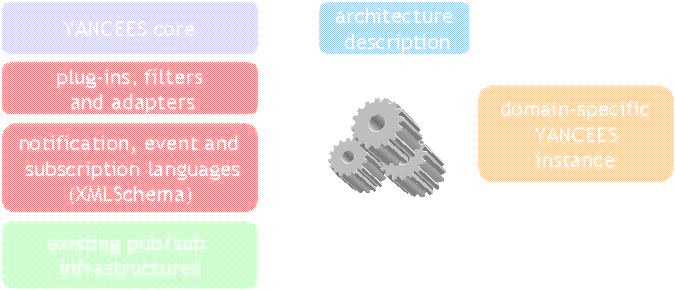 YANCEES core
plug-ins, filters
and adapters
notification, event and
subscription languages
(XMLSchema)
existing pub/sub
infrastructures
architecture
description
domain-specific
YANCEES
instance